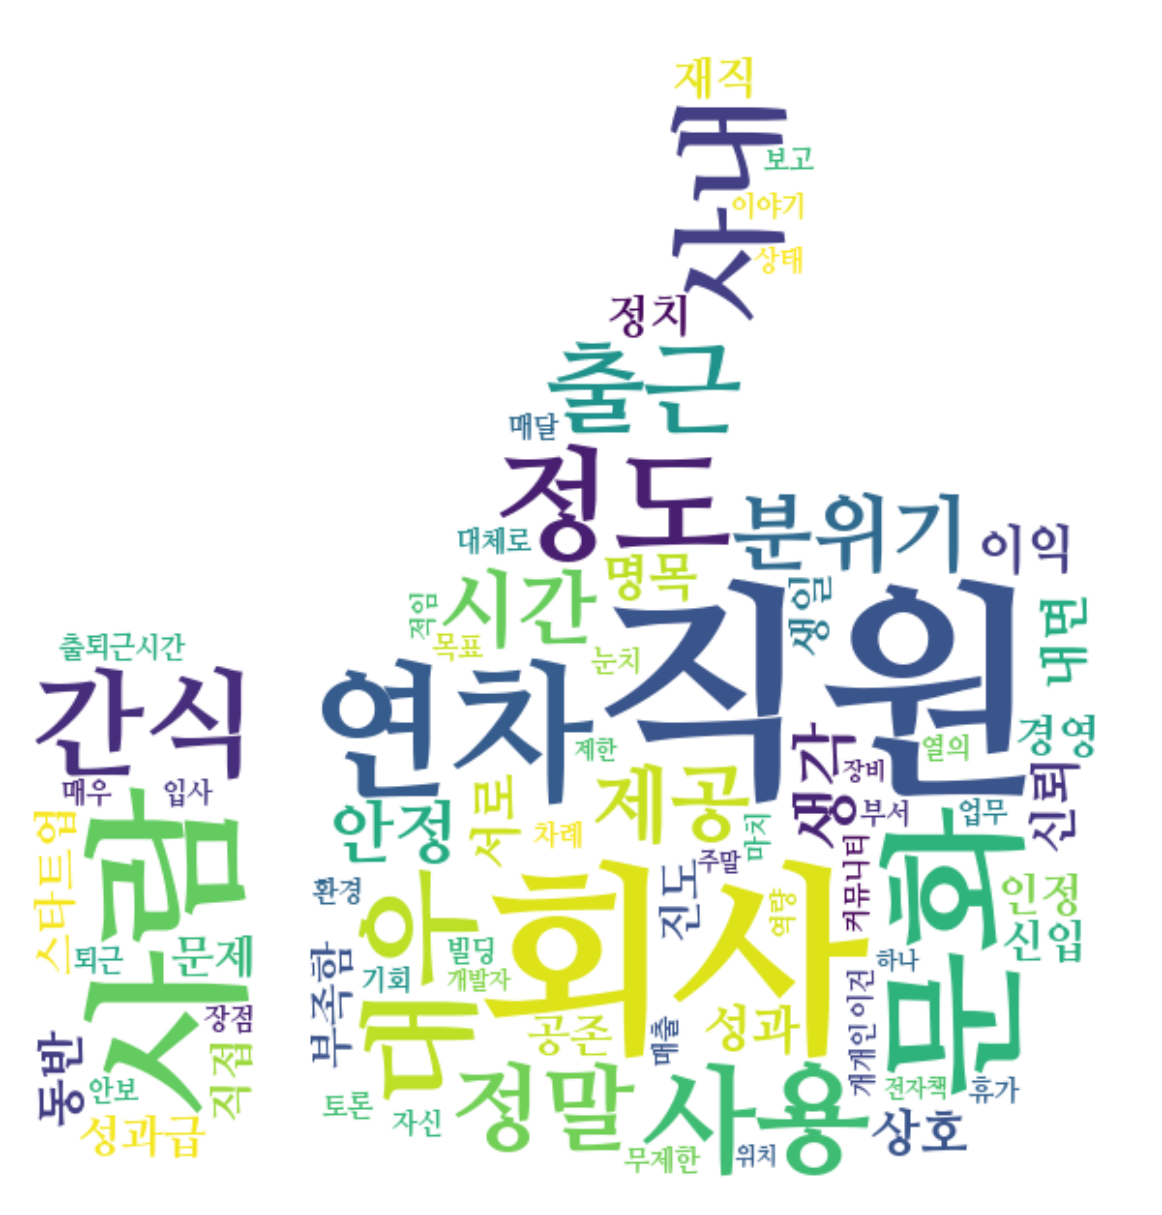 재직
사내
보고
이야기
상태
정치
출근
매달
정도
분위기
이익
대체로
명목
시간
생일
적임
목표
눈치
직원
내면
출퇴근시간
간식
연차
제한
생각
장비
열의
경영
매우
입사
스타트업
사람
안정
서로
차례
제공
마치
부서
업무
신뢰
환경
주말
커뮤니티
문화
인정
신입
퇴근
문제
부족함
대우
빌딩
기회
개발자
회사
진도
역량
하나
장점
공존
매출
성과
개개인이건
동반
안보
직접
성과급
토론
자신
정말
사용
전자책
휴가
상호
무제한
위치